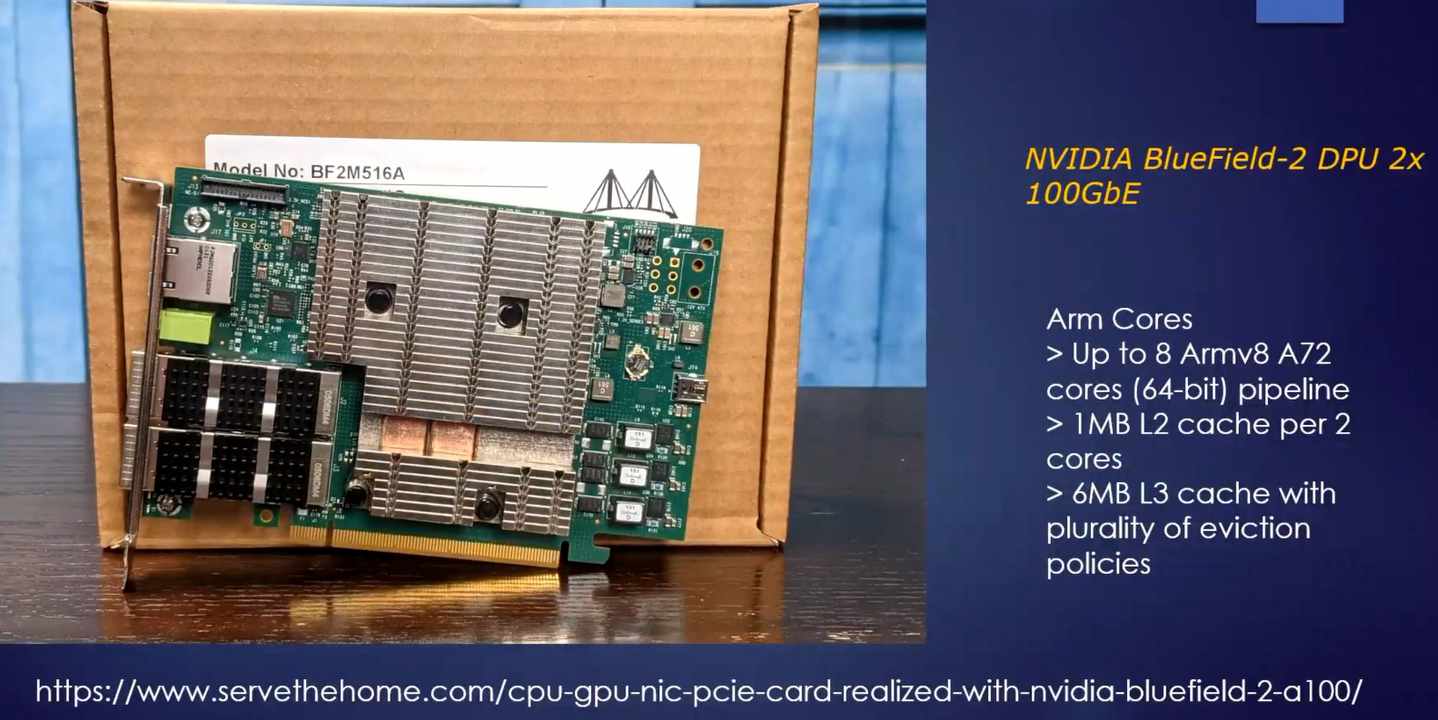 Model No: BF2M516A
NVIDIA BlueField-2 DPU 2x
100GbE
Arm Cores
> Up to 8 Armv8 A72
cores (64-bit) pipeline
> 1MB L2 cache per 2
cores
> 6MB L3 cache with
plurality of eviction
policies
https://www.servethehome.com/cpu-gpu-nic-pcie-card-realized-with-nvidia-bluefield-2-a100/